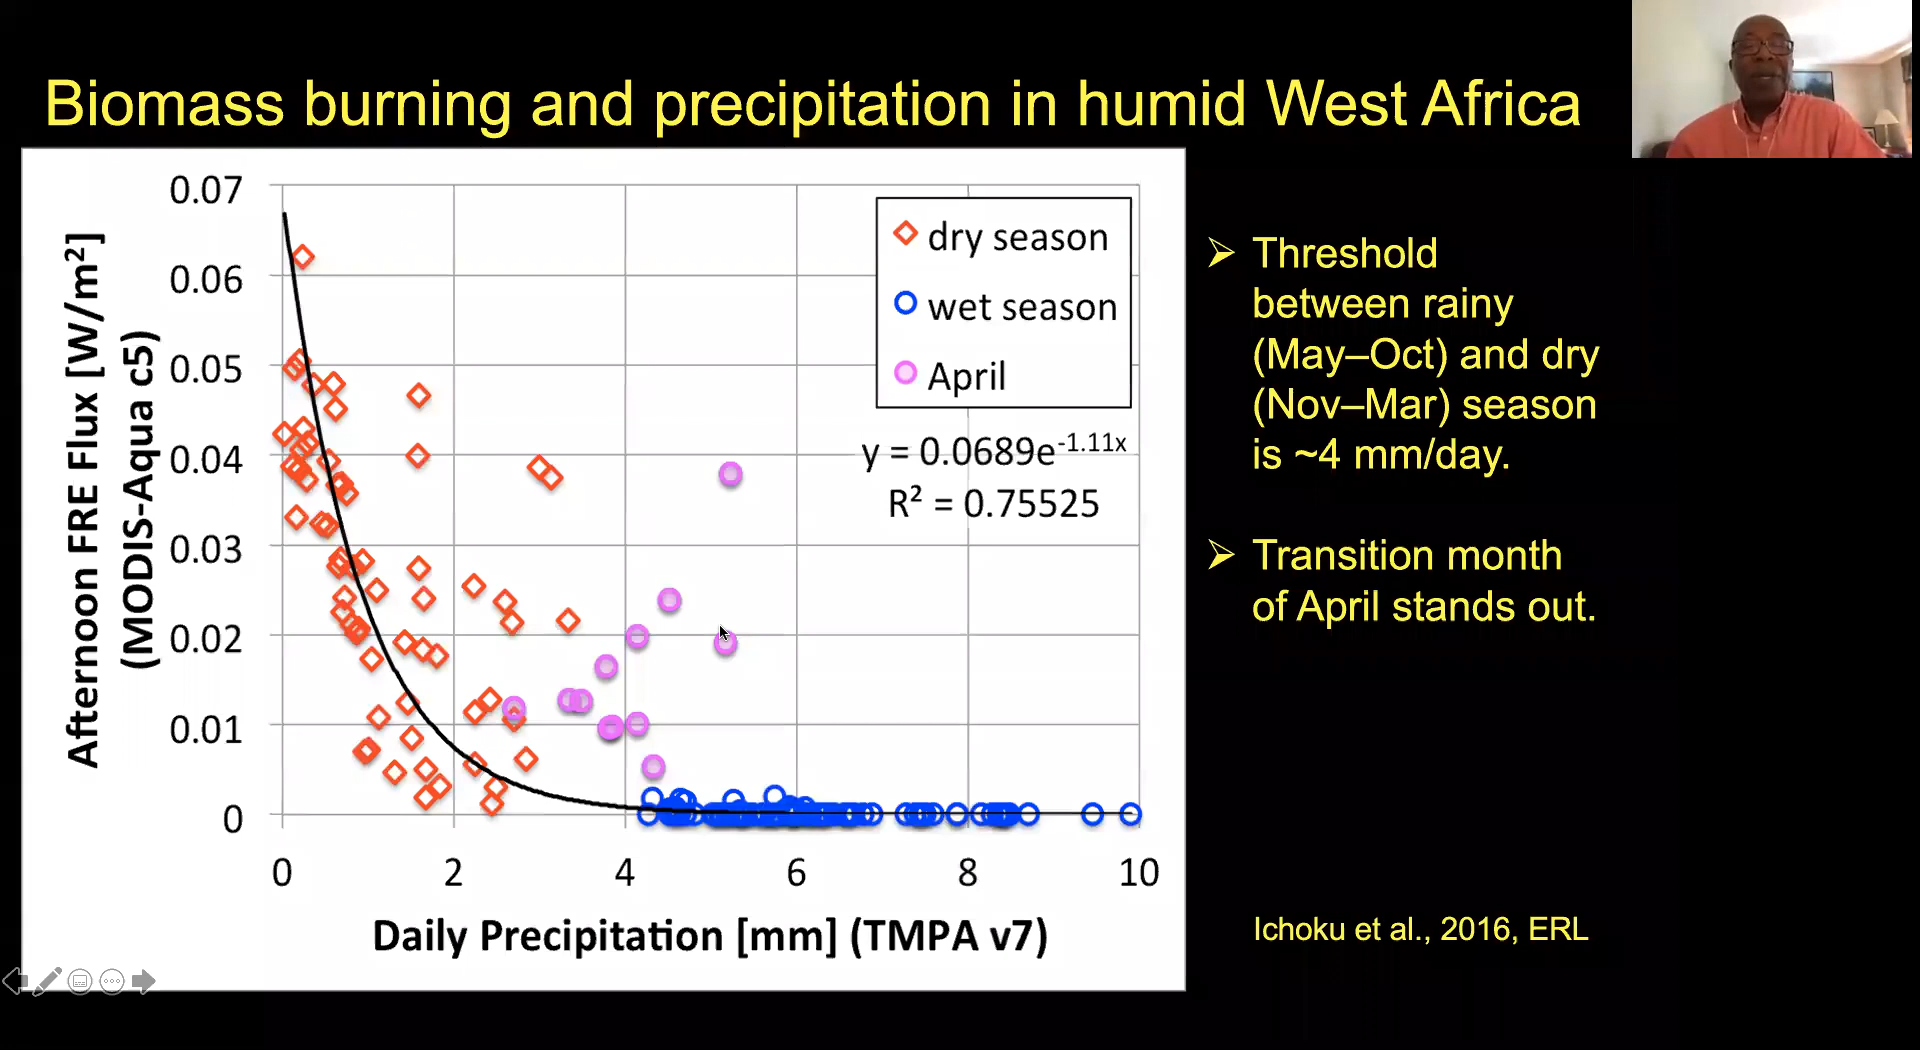 Biomass burning and precipitation in humid West Africa
Afternoon FRE Flux [W/m²]
(MODIS-Aqua c5)
0.07
0.06
0.05
0.04
0.03
0.02
0.01
0
0 2 4 6 8 10
Daily Precipitation [mm] (TMPA v7)
dry season
wet season
April
y = 0.0689e^-1.11x
R² = 0.75525
➢ Threshold
between rainy
(May–Oct) and dry
(Nov–Mar) season
is ~4 mm/day.
➢ Transition month
of April stands out.
Ichoku et al., 2016, ERL